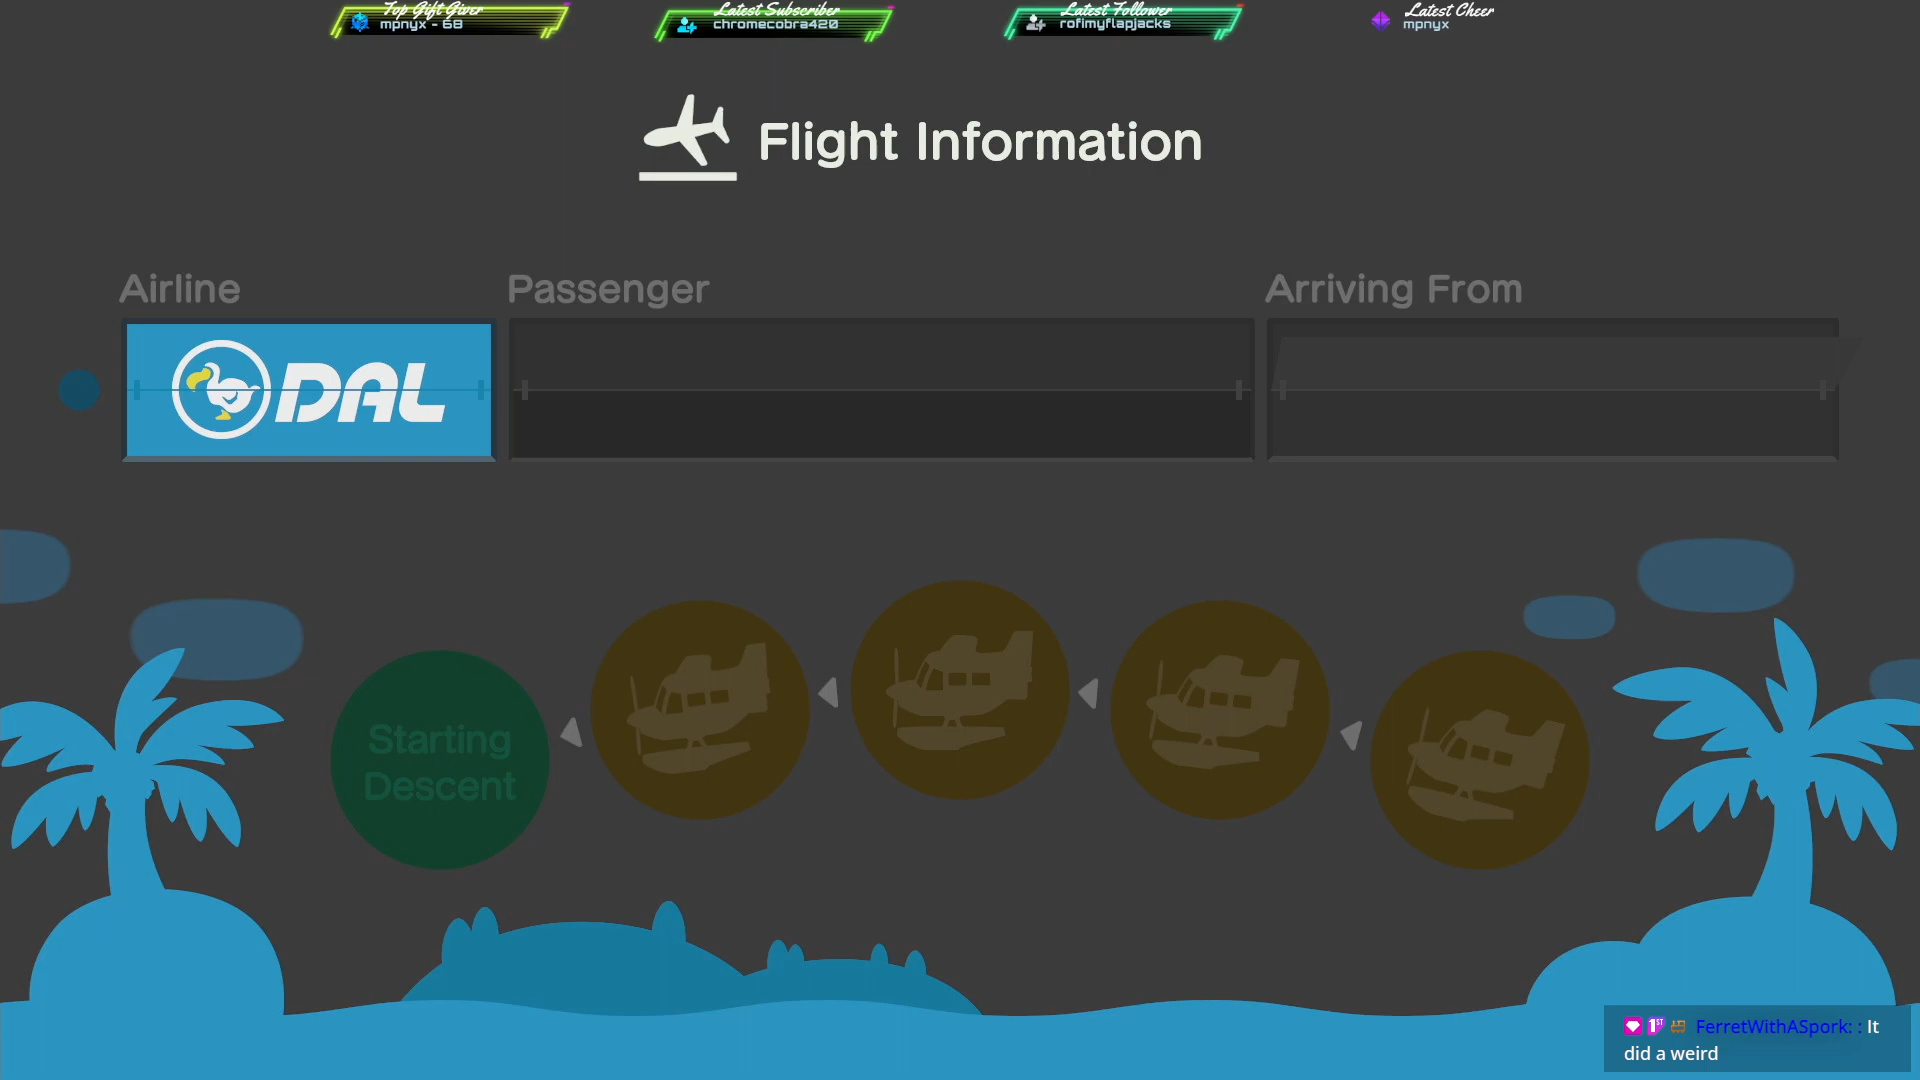 Top Gift Giver
mpnyx - 68
Latest Subscriber
chromecobra420
Latest Follower
rofimyflapjacks
Latest Cheer
mpnyx
Flight Information
Airline
Passenger
Arriving From
DAL
Starting
Descent
1ST FerretWithASpork: : It
did a weird